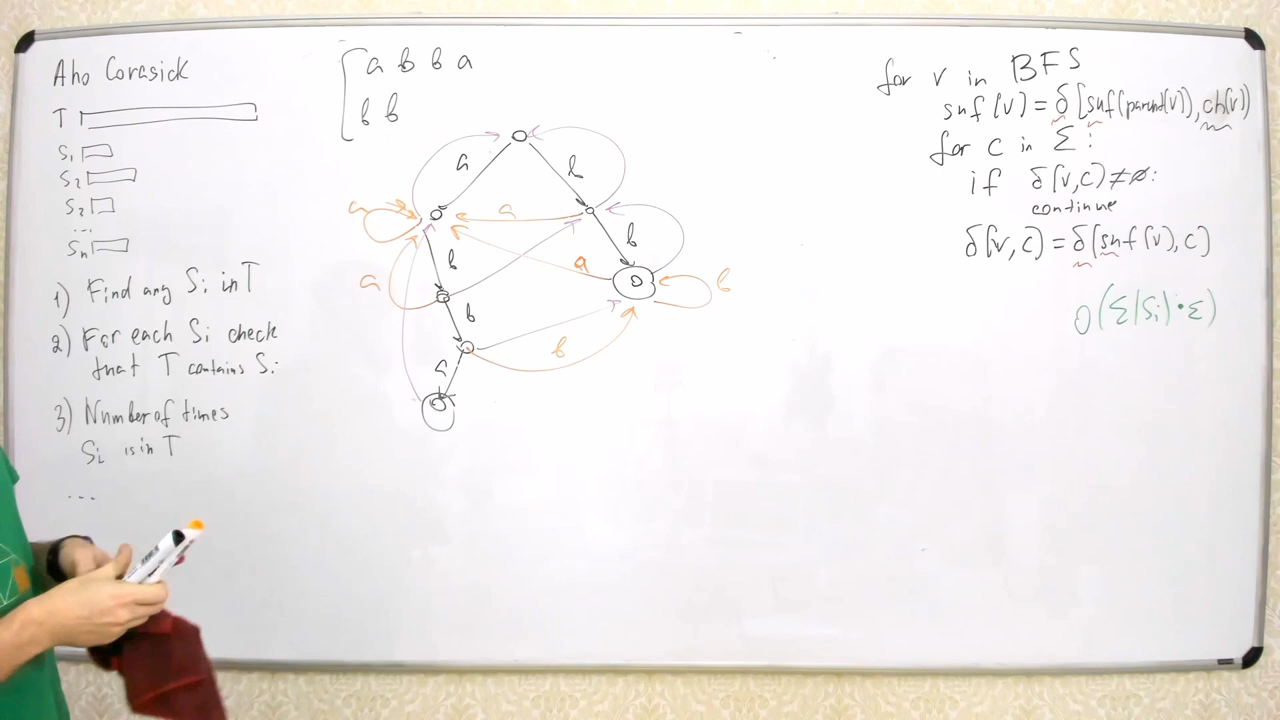 Aho Corasick
T
S1
S2
S2
...
Sn
1) Find any Si in T
2) For each Si check
that T contains Si
3) Number of times
Si is in T
...
a b b a
b b
a
b
a
a
b
b
a
a
b
b
b
a
for v in BFS
suf(v) = δ[suf(parent(v)), ch(v)]
for c in Σ:
if δ(v,c) ≠ ∅:
continue
δ(v,c) = δ[suf(v), c]
O(Σ|Si|·Σ)